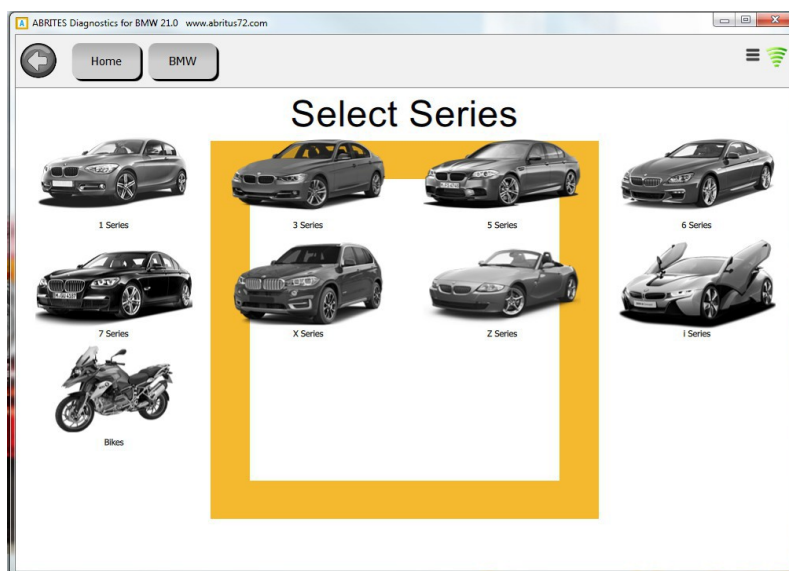 A ABRITES Diagnostics for BMW 21.0 www.abritus72.com
Home BMW
Select Series
1 Series 3 Series 5 Series 6 Series
7 Series X Series Z Series i Series
Bikes